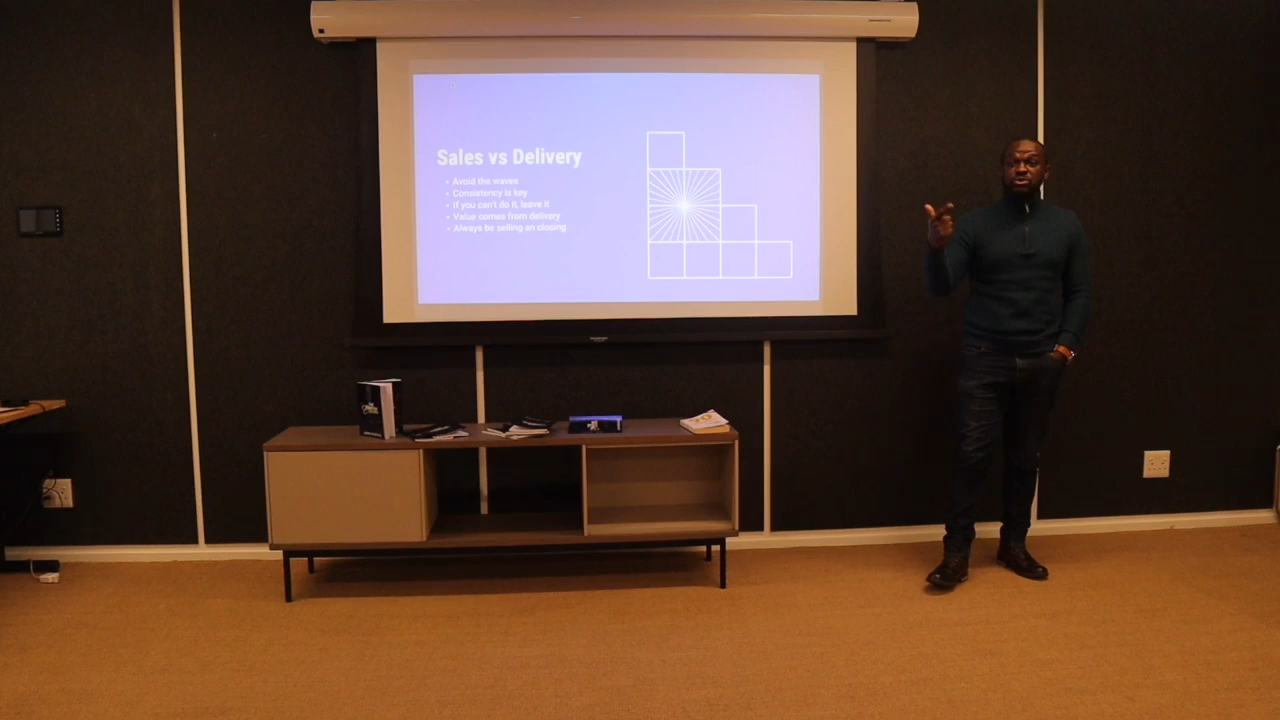 Sales vs Delivery
• Avoid the waves
• Consistency is key
• If you can't do it, leave it
• Value comes from delivery
• Always be selling an closing